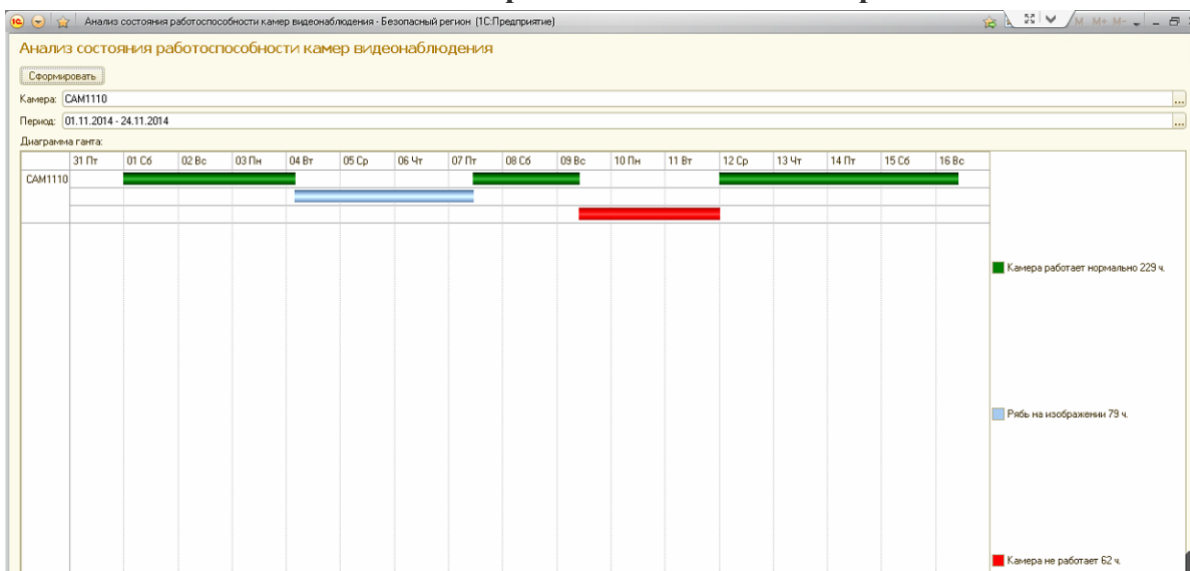 Анализ состояния работоспособности камер видеонаблюдения - Безопасный регион (1С:Предприятие)
M M+ M-
Анализ состояния работоспособности камер видеонаблюдения
Сформировать
Камера: CAM1110 ...
Период: 01.11.2014 - 24.11.2014 ...
Диаграмма ганта:
31 Пт 01 Сб 02 Вс 03 Пн 04 Вт 05 Ср 06 Чт 07 Пт 08 Сб 09 Вс 10 Пн 11 Вт 12 Ср 13 Чт 14 Пт 15 Сб 16 Вс
CAM1110
Камера работает нормально 229 ч.
Рябь на изображении 79 ч.
Камера не работает 62 ч.